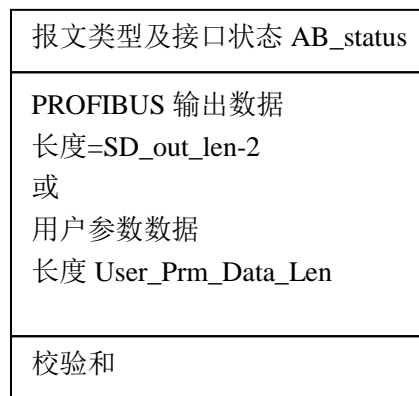 报文类型及接口状态 AB_status
PROFIBUS 输出数据
长度=SD_out_len-2
或
用户参数数据
长度 User_Prm_Data_Len
校验和